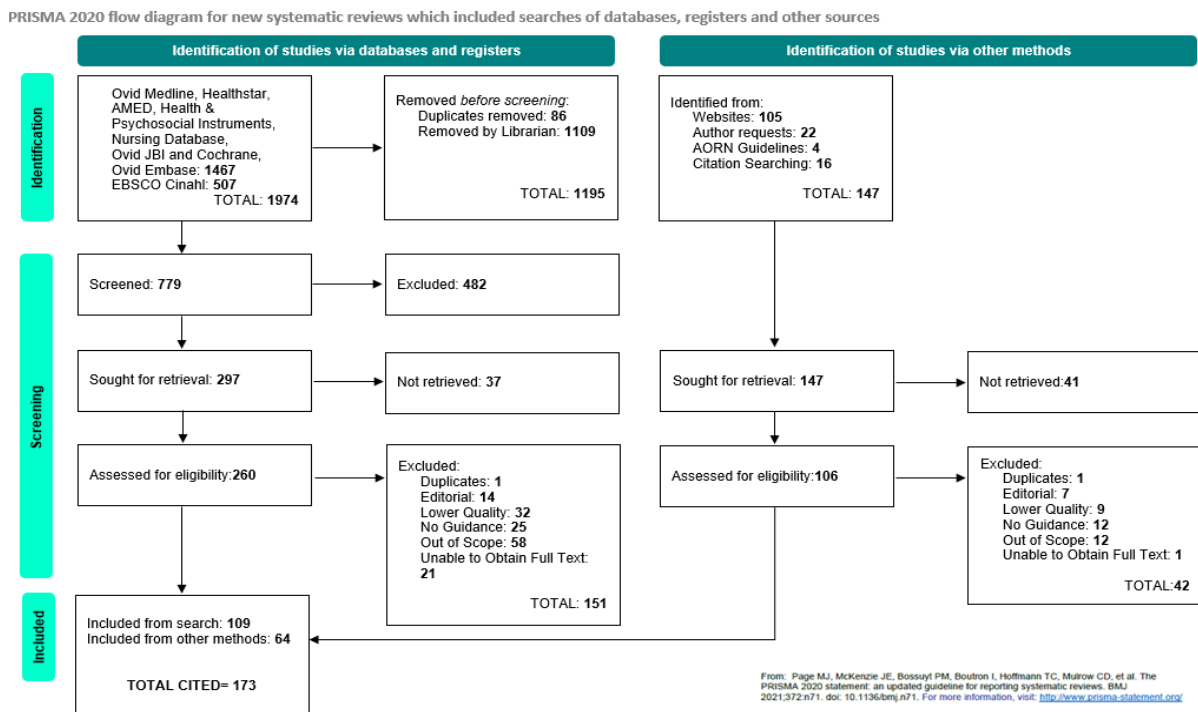 PRISMA 2020 flow diagram for new systematic reviews which included searches of databases, registers and other sources
Identification of studies via databases and registers
Identification of studies via other methods
Identification
Ovid Medline, Healthstar,
AMED, Health &
Psychosocial Instruments,
Nursing Database,
Ovid JBI and Cochrane,
Ovid Embase: 1467
EBSCO Cinahl: 507
TOTAL: 1974
Removed before screening:
Duplicates removed: 86
Removed by Librarian: 1109
TOTAL: 1195
Identified from:
Websites: 105
Author requests: 22
AORN Guidelines: 4
Citation Searching: 16
TOTAL: 147
Screening
Screened: 779
Excluded: 482
Sought for retrieval: 297
Not retrieved: 37
Sought for retrieval: 147
Not retrieved:41
Assessed for eligibility:260
Excluded:
Duplicates: 1
Editorial: 14
Lower Quality: 32
No Guidance: 25
Out of Scope: 58
Unable to Obtain Full Text:
21
TOTAL: 151
Assessed for eligibility:106
Excluded:
Duplicates: 1
Editorial: 7
Lower Quality: 9
No Guidance: 12
Out of Scope: 12
Unable to Obtain Full Text: 1
TOTAL:42
Included
Included from search: 109
Included from other methods: 64
TOTAL CITED= 173
From: Page MJ, McKenzie JE, Bossuyt PM, Boutron I, Hoffmann TC, Mulrow CD, et al. The
PRISMA 2020 statement: an updated guideline for reporting systematic reviews. BMJ
2021;372:n71. doi: 10.1136/bmj.n71. For more information, visit: http://www.prisma-statement.org/